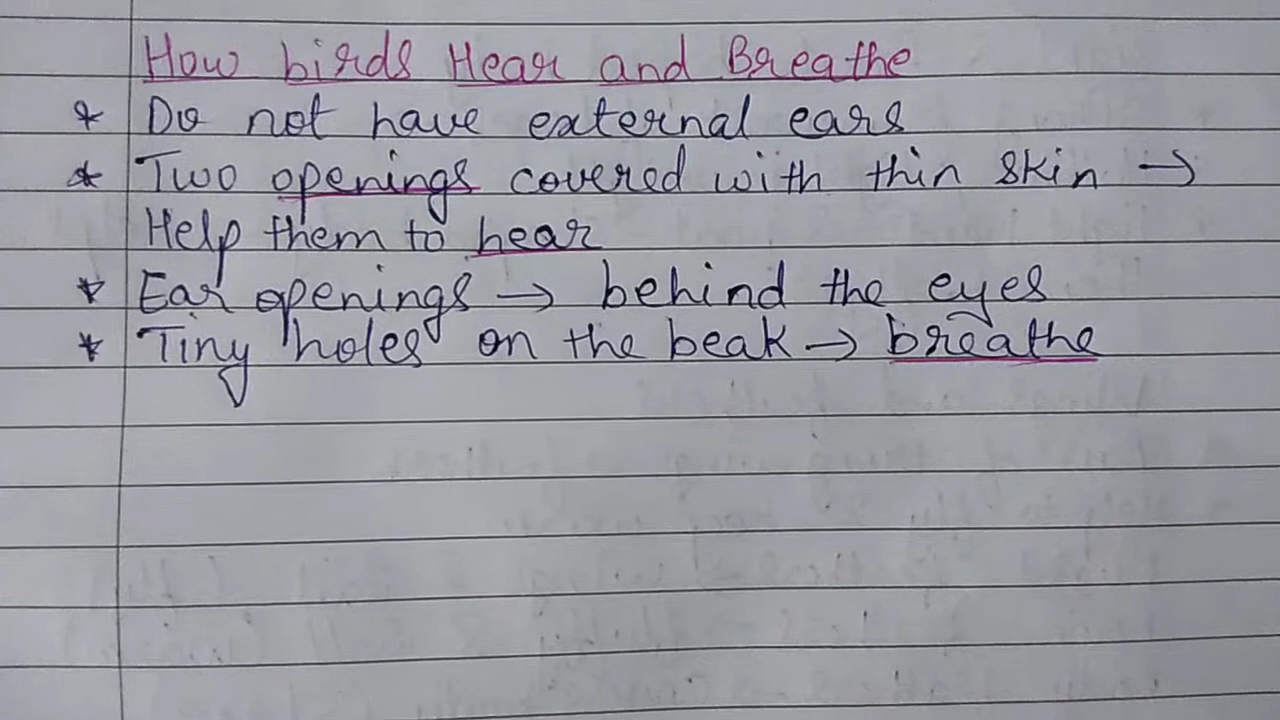 How birds Hear and Breathe
* Do not have external ears
* Two openings covered with thin skin →
Help them to hear
* Ear openings → behind the eyes
* Tiny holes on the beak → breathe